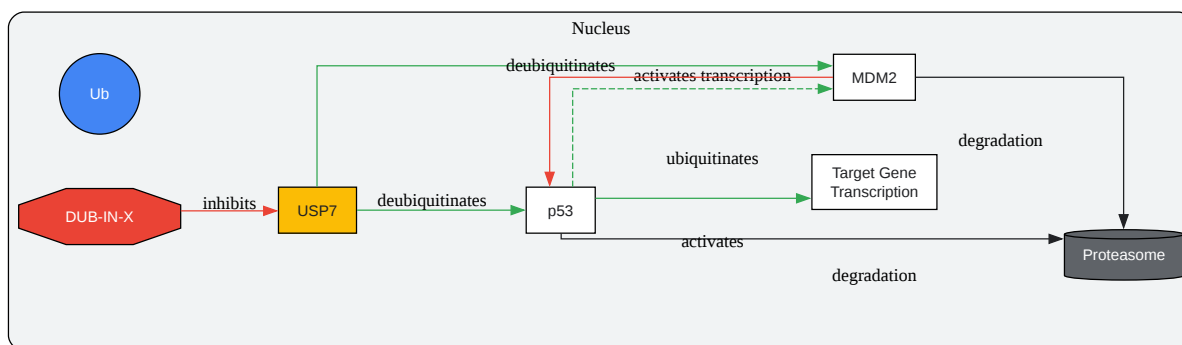 Nucleus
deubiquitinates
activates transcription
MDM2
Ub
degradation
ubiquitinates
Target Gene
Transcription
DUB-IN-X
inhibits
USP7
deubiquitinates
p53
activates
Proteasome
degradation